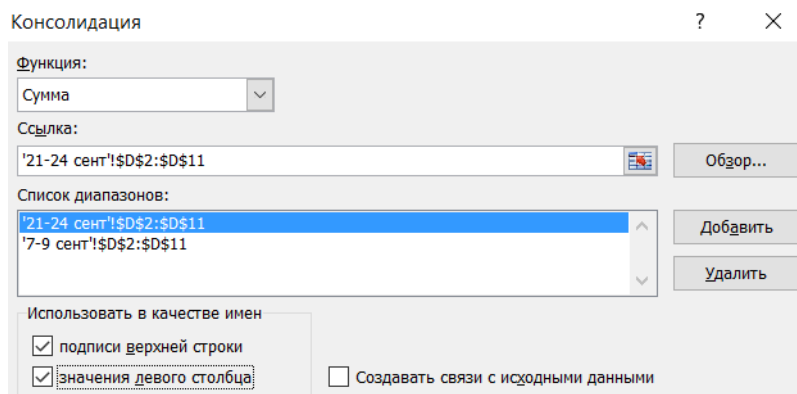 Консолидация ?
Функция:
Сумма
Ссылка:
'21-24 сент'!$D$2:$D$11
Обзор...
Список диапазонов:
'21-24 сент'!$D$2:$D$11
'7-9 сент'!$D$2:$D$11
Добавить
Удалить
Использовать в качестве имен
подписи верхней строки
значения левого столбца
Создавать связи с исходными данными